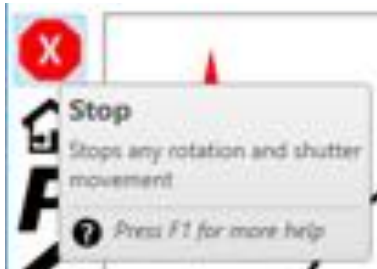 X
Stop
Stops any rotation and shutter
movement
P
? Press F1 for more help